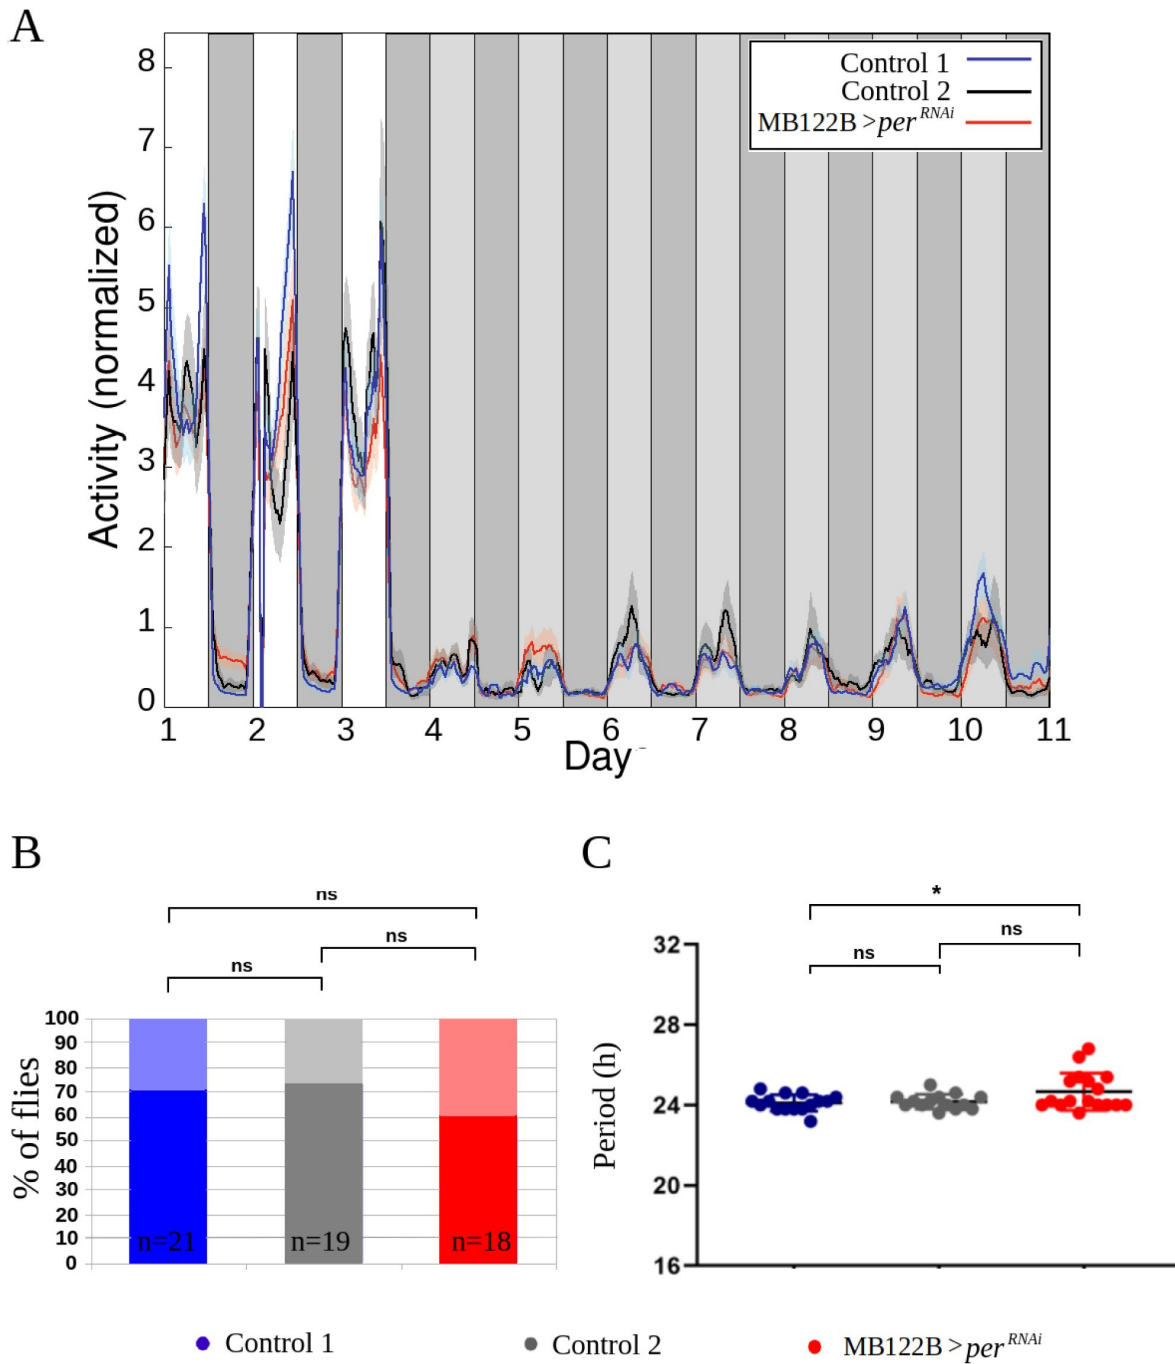 A
Activity (normalized)
8
7
6
5
4
3
2
1
0
Control 1
Control 2
MB122B > per RNAi
1 2 3 4 5 6 7 8 9 10 11
Day
B
ns
ns
ns
% of flies
100
90
80
70
60
50
40
30
20
10
0
n=21 n=19 n=18
C
*
ns
ns
Period (h)
32
28
24
20
16
Control 1 Control 2 MB122B > per RNAi